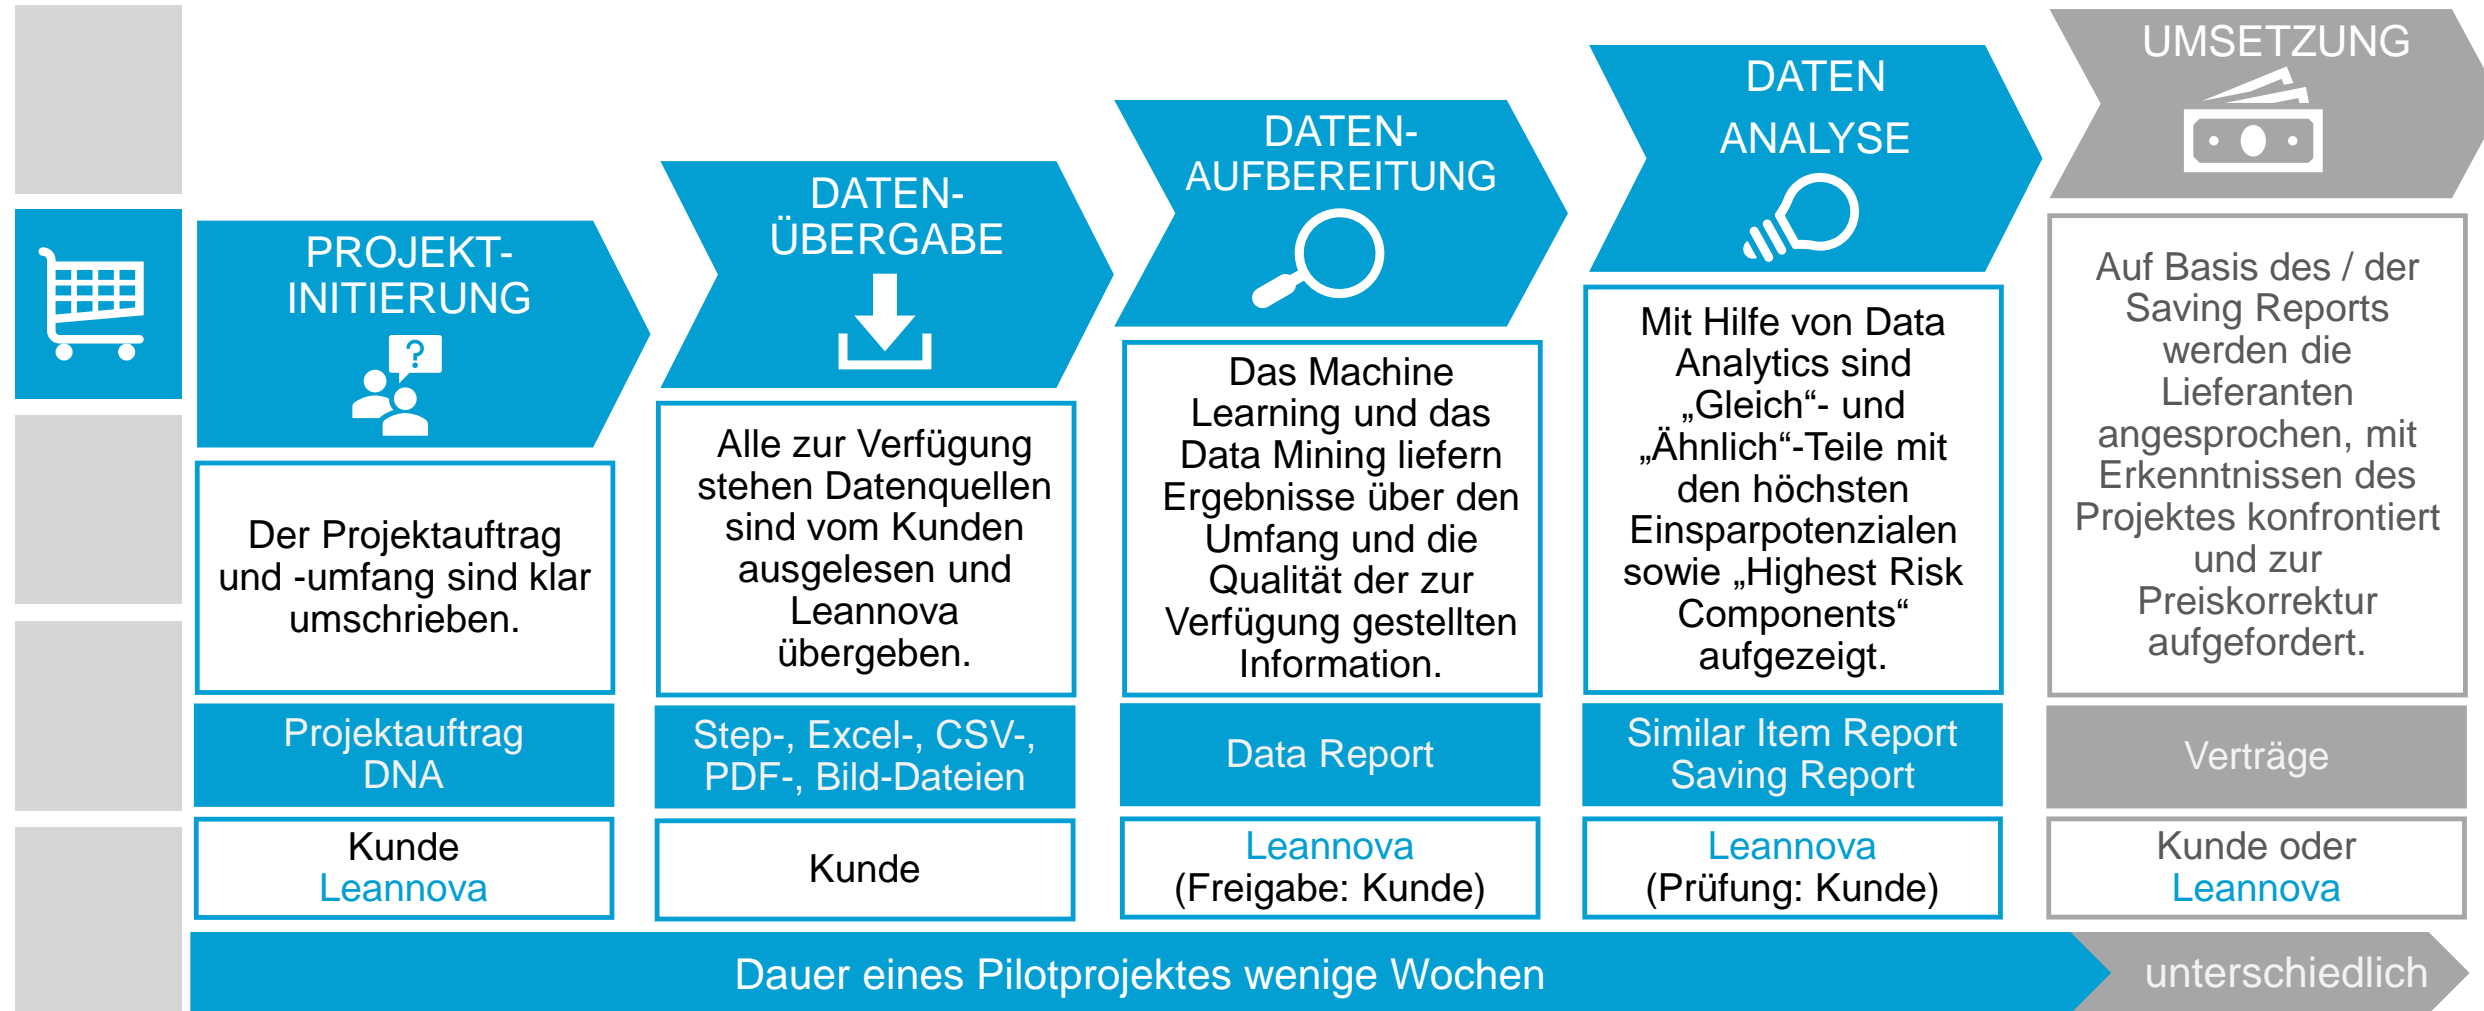 PROJEKT-
INITIERUNG
?
Der Projektauftrag
und -umfang sind klar
umschrieben.
Projektauftrag
DNA
Kunde
Leannova
DATEN-
ÜBERGABE
Alle zur Verfügung
stehen Datenquellen
sind vom Kunden
ausgelesen und
Leannova
übergeben.
Step-, Excel-, CSV-,
PDF-, Bild-Dateien
Kunde
DATEN-
AUFBEREITUNG
Das Machine
Learning und das
Data Mining liefern
Ergebnisse über den
Umfang und die
Qualität der zur
Verfügung gestellten
Information.
Data Report
Leannova
(Freigabe: Kunde)
DATEN
ANALYSE
Mit Hilfe von Data
Analytics sind
„Gleich“- und
„Ähnlich“-Teile mit
den höchsten
Einsparpotenzialen
sowie „Highest Risk
Components“
aufgezeigt.
Similar Item Report
Saving Report
Leannova
(Prüfung: Kunde)
UMSETZUNG
Auf Basis des / der
Saving Reports
werden die
Lieferanten
angesprochen, mit
Erkenntnissen des
Projektes konfrontiert
und zur
Preiskorrektur
aufgefordert.
Verträge
Kunde oder
Leannova
Dauer eines Pilotprojektes wenige Wochen
unterschiedlich